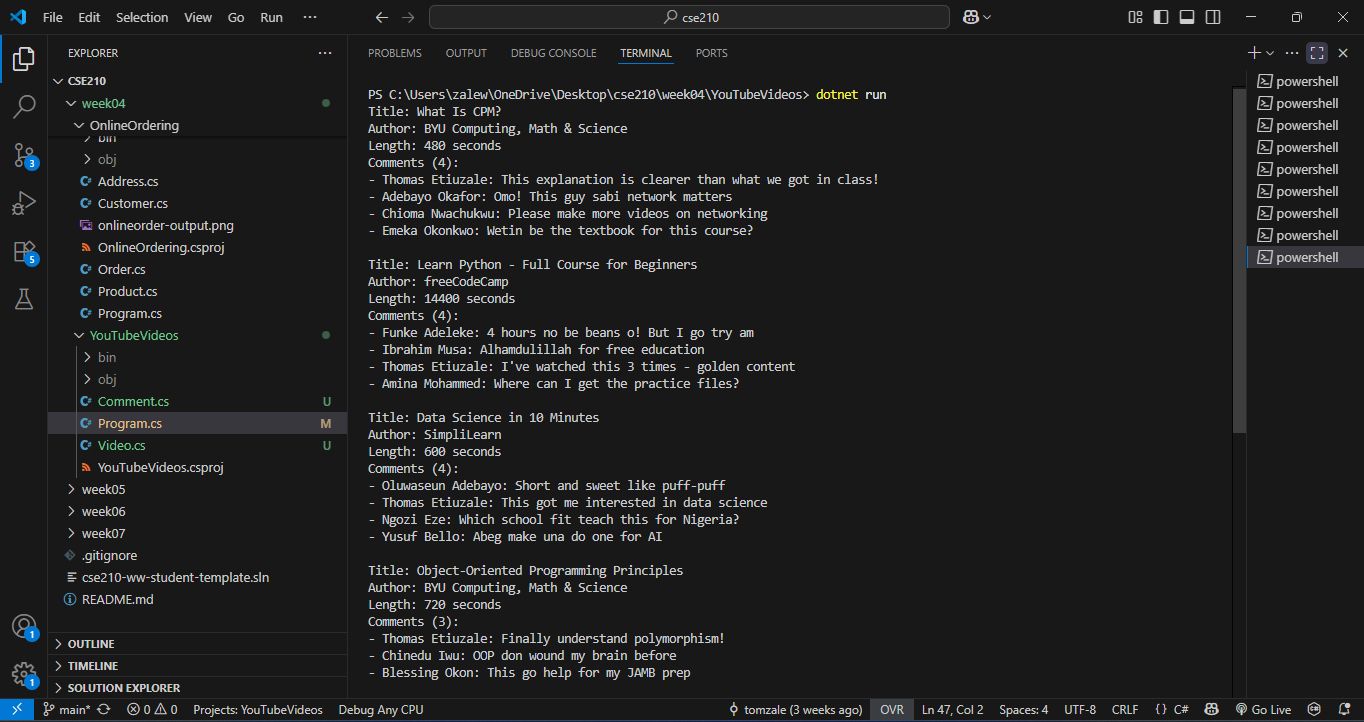 File Edit Selection View Go Run ···
cse210
EXPLORER
CSE210
week04
OnlineOrdering
bin
obj
Address.cs
Customer.cs
onlineorder-output.png
OnlineOrdering.csproj
Order.cs
Product.cs
Program.cs
YouTubeVideos
bin
obj
Comment.cs U
Program.cs M
Video.cs U
YouTubeVideos.csproj
week05
week06
week07
.gitignore
cse210-ww-student-template.sln
README.md
OUTLINE
TIMELINE
SOLUTION EXPLORER
3
5
1
1
PROBLEMS OUTPUT DEBUG CONSOLE TERMINAL PORTS
PS C:\Users\zalew\OneDrive\Desktop\cse210\week04\YouTubeVideos> dotnet run
Title: What Is CPM?
Author: BYU Computing, Math & Science
Length: 480 seconds
Comments (4):
- Thomas Etiuzale: This explanation is clearer than what we got in class!
- Adebayo Okafor: Omo! This guy sabi network matters
- Chioma Nwachukwu: Please make more videos on networking
- Emeka Okonkwo: Wetin be the textbook for this course?
Title: Learn Python - Full Course for Beginners
Author: freeCodeCamp
Length: 14400 seconds
Comments (4):
- Funke Adeleke: 4 hours no be beans o! But I go try am
- Ibrahim Musa: Alhamdulillah for free education
- Thomas Etiuzale: I've watched this 3 times - golden content
- Amina Mohammed: Where can I get the practice files?
Title: Data Science in 10 Minutes
Author: SimpliLearn
Length: 600 seconds
Comments (4):
- Oluwaseun Adebayo: Short and sweet like puff-puff
- Thomas Etiuzale: This got me interested in data science
- Ngozi Eze: Which school fit teach this for Nigeria?
- Yusuf Bello: Abeg make una do one for AI
Title: Object-Oriented Programming Principles
Author: BYU Computing, Math & Science
Length: 720 seconds
Comments (3):
- Thomas Etiuzale: Finally understand polymorphism!
- Chinedu Iwu: OOP don wound my brain before
- Blessing Okon: This go help for my JAMB prep
powershell
powershell
powershell
powershell
powershell
powershell
powershell
powershell
powershell
main* 0 0 Projects: YouTubeVideos Debug Any CPU tomzale (3 weeks ago) OVR Ln 47, Col 2 Spaces: 4 UTF-8 CRLF {} C# Go Live